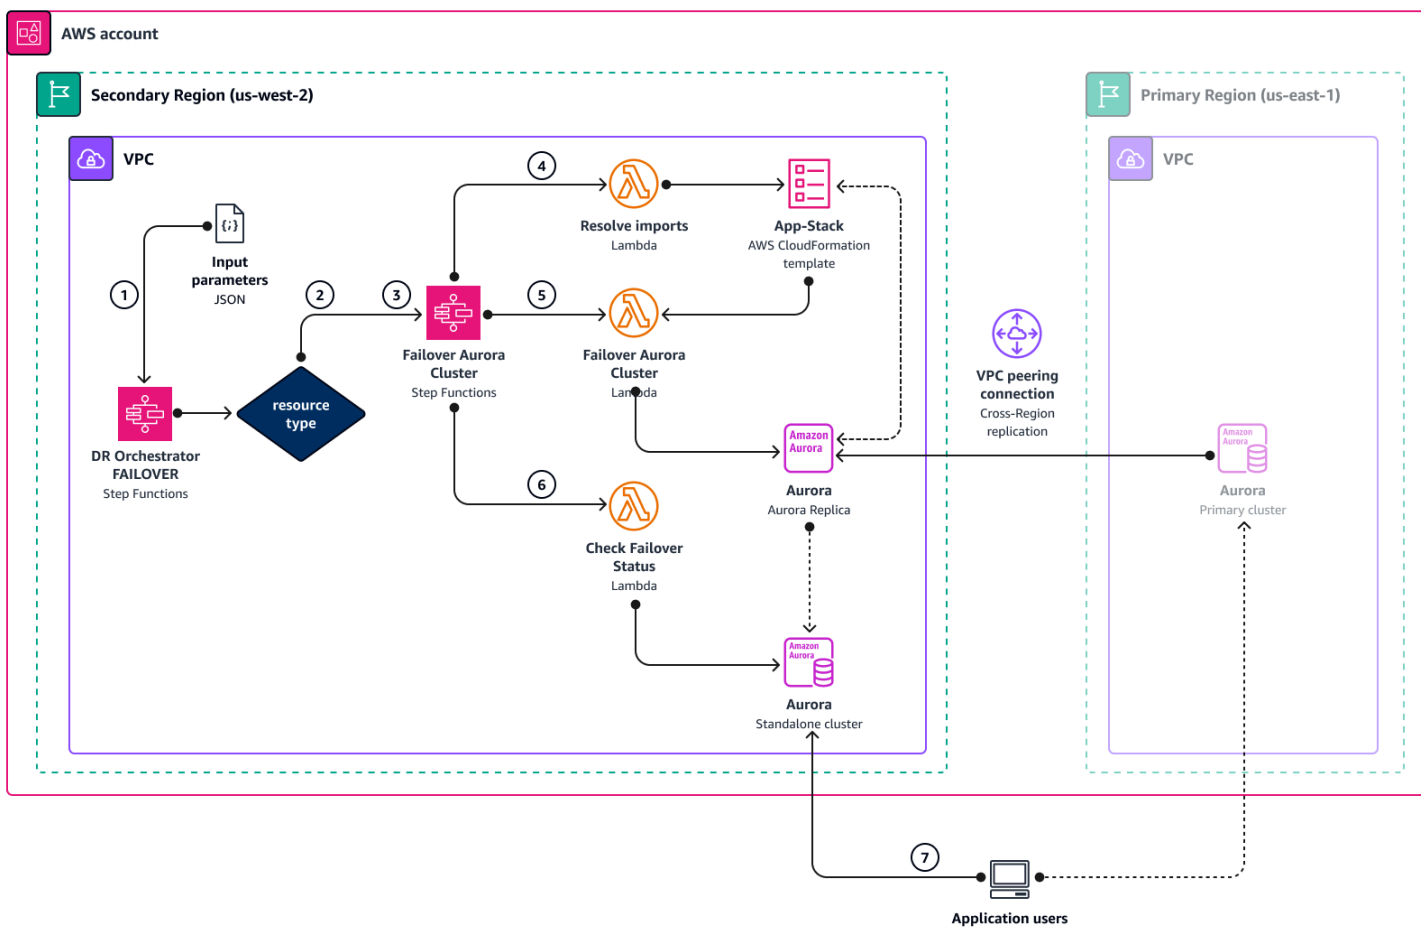 AWS account
Secondary Region (us-west-2)
Primary Region (us-east-1)
VPC
VPC
4
Resolve imports
Lambda
App-Stack
AWS CloudFormation
template
{;}
Input
parameters
JSON
1
2
3
5
Failover Aurora
Cluster
Step Functions
Failover Aurora
Cluster
Lambda
VPC peering
connection
Cross-Region
replication
resource
type
DR Orchestrator
FAILOVER
Step Functions
Amazon
Aurora
Aurora
Aurora Replica
Amazon
Aurora
Aurora
Primary cluster
6
Check Failover
Status
Lambda
Amazon
Aurora
Aurora
Standalone cluster
7
Application users